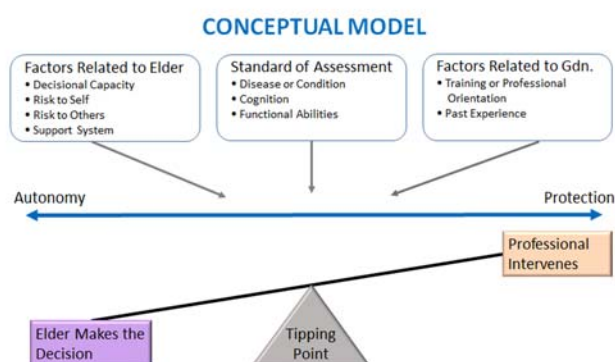 CONCEPTUAL MODEL
Factors Related to Elder
• Decisional Capacity
• Risk to Self
• Risk to Others
• Support System
Standard of Assessment
• Disease or Condition
• Cognition
• Functional Abilities
Factors Related to Gdn.
• Training or Professional
Orientation
• Past Experience
Autonomy
Protection
Professional
Intervenes
Elder Makes the
Decision
Tipping
Point